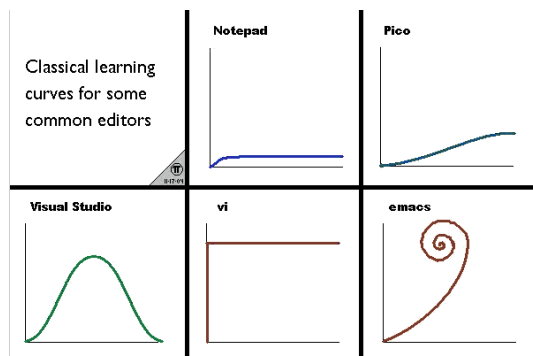 Classical learning
curves for some
common editors
Notepad
Pico
Visual Studio
vi
emacs